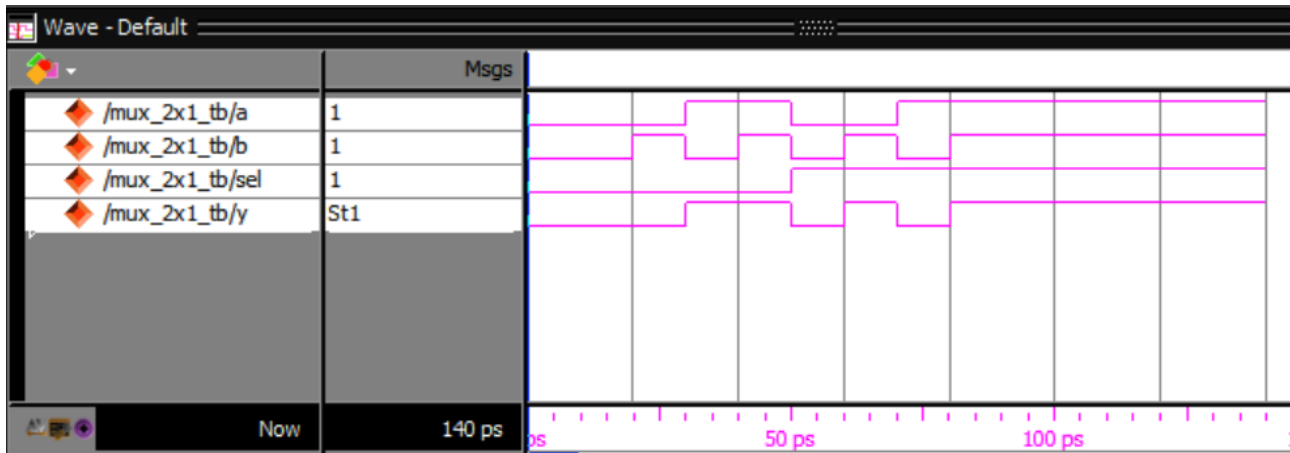 Wave - Default
Msgs
/mux_2x1_tb/a 1
/mux_2x1_tb/b 1
/mux_2x1_tb/sel 1
/mux_2x1_tb/y St1
Now 140 ps ps 50 ps 100 ps